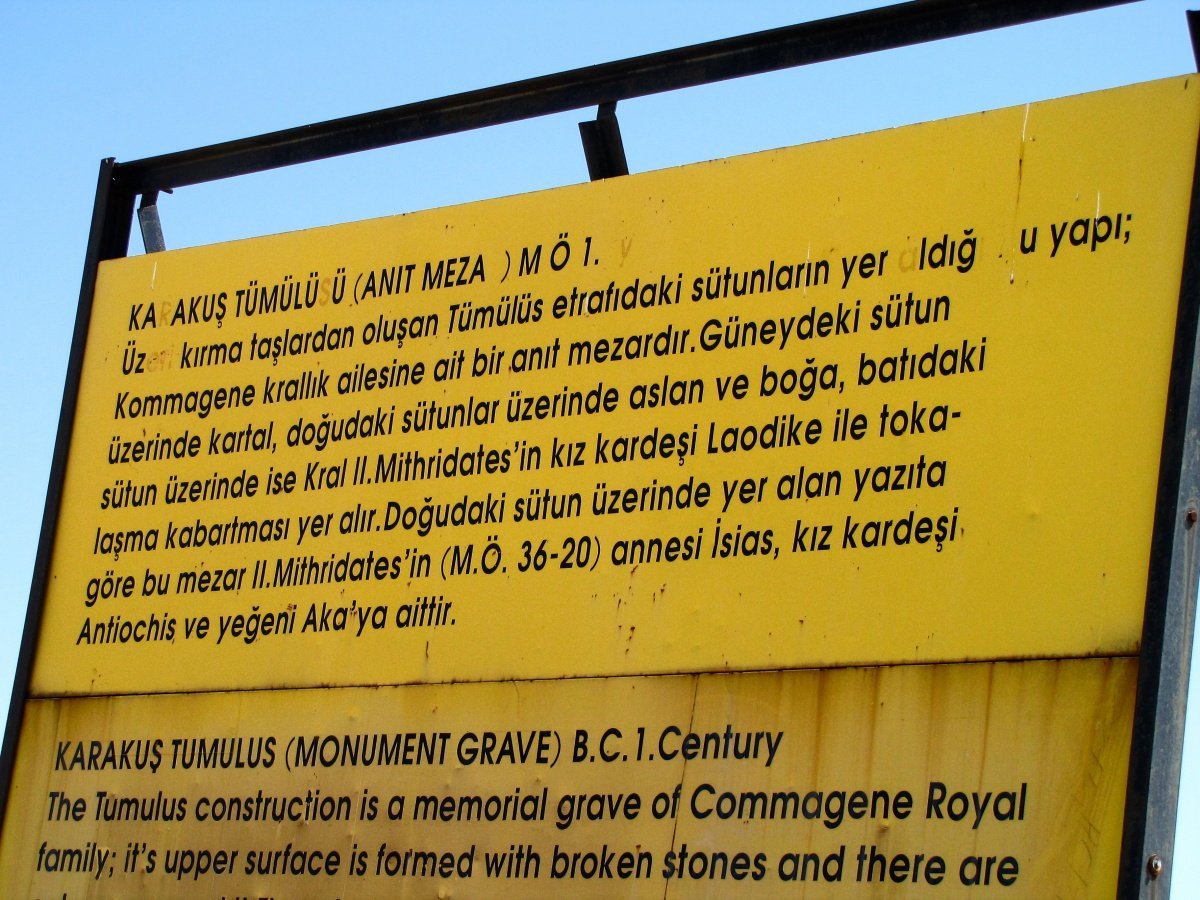 KARAKUŞ TÜMÜLÜSÜ (ANIT MEZA ) M Ö 1. y
Üzeri kırma taşlardan oluşan Tümülüs etrafıdaki sütunların yer aldığ u yapı;
Kommagene krallık ailesine ait bir anıt mezardır.Güneydeki sütun
üzerinde kartal, doğudaki sütunlar üzerinde aslan ve boğa, batıdaki
sütun üzerinde ise Kral II.Mithridates'in kız kardeşi Laodike ile toka-
laşma kabartması yer alır.Doğudaki sütun üzerinde yer alan yazıta
göre bu mezar II.Mithridates'in (M.Ö. 36-20) annesi İsias, kız kardeşi
Antiochis ve yeğeni Aka'ya aittir.
KARAKUŞ TUMULUS (MONUMENT GRAVE) B.C.1.Century
The Tumulus construction is a memorial grave of Commagene Royal
family; it's upper surface is formed with broken stones and there are